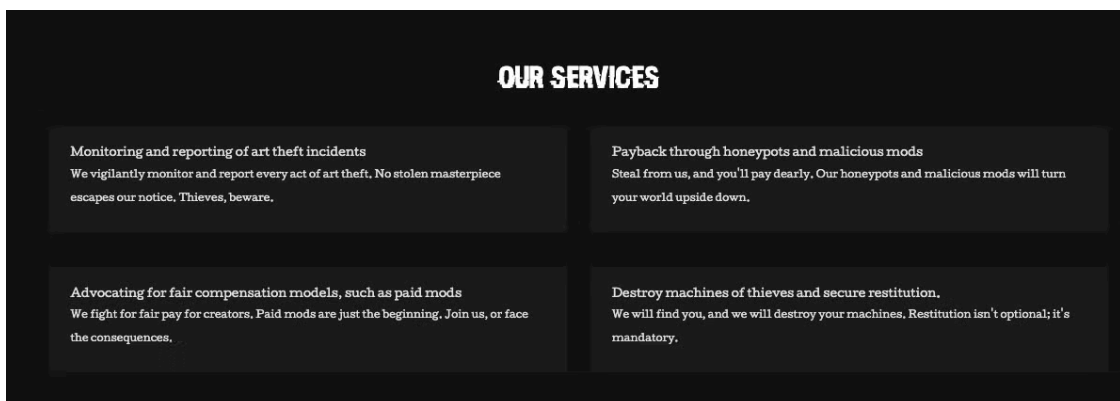 OUR SERVICES
Monitoring and reporting of art theft incidents
We vigilantly monitor and report every act of art theft. No stolen masterpiece
escapes our notice. Thieves, beware.
Payback through honeypots and malicious mods
Steal from us, and you'll pay dearly. Our honeypots and malicious mods will turn
your world upside down.
Advocating for fair compensation models, such as paid mods
We fight for fair pay for creators. Paid mods are just the beginning. Join us, or face
the consequences.
Destroy machines of thieves and secure restitution.
We will find you, and we will destroy your machines. Restitution isn't optional; it's
mandatory.